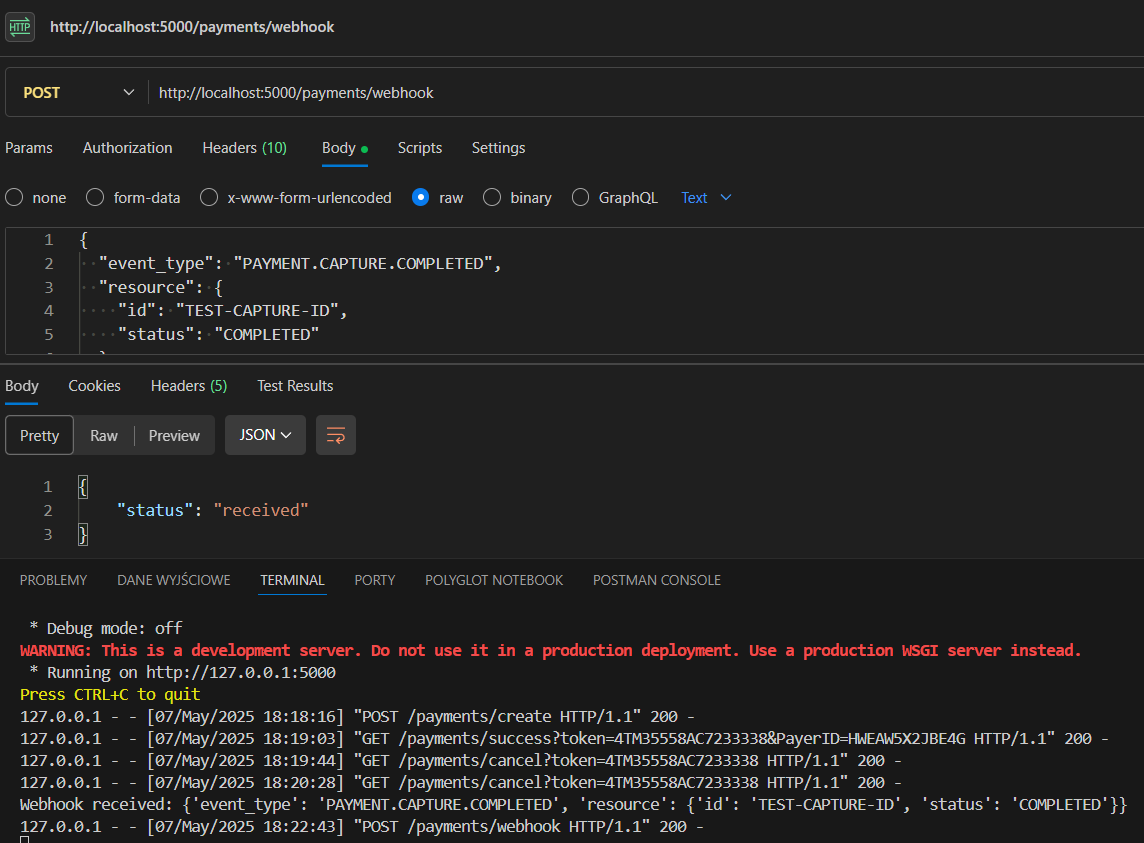 HTTP http://localhost:5000/payments/webhook
POST http://localhost:5000/payments/webhook
Params Authorization Headers (10) Body Scripts Settings
none form-data x-www-form-urlencoded raw binary GraphQL Text
1 {
2 "event_type": "PAYMENT.CAPTURE.COMPLETED",
3 "resource": {
4 "id": "TEST-CAPTURE-ID",
5 "status": "COMPLETED"
Body Cookies Headers (5) Test Results
Pretty Raw Preview JSON
1 {
2 "status": "received"
3 }
PROBLEMY DANE WYJŚCIOWE TERMINAL PORTY POLYGLOT NOTEBOOK POSTMAN CONSOLE
* Debug mode: off
WARNING: This is a development server. Do not use it in a production deployment. Use a production WSGI server instead.
* Running on http://127.0.0.1:5000
Press CTRL+C to quit
127.0.0.1 - - [07/May/2025 18:18:16] "POST /payments/create HTTP/1.1" 200 -
127.0.0.1 - - [07/May/2025 18:19:03] "GET /payments/success?token=4TM35558AC7233338&PayerID=HWEAW5X2JBE4G HTTP/1.1" 200 -
127.0.0.1 - - [07/May/2025 18:19:44] "GET /payments/cancel?token=4TM35558AC7233338 HTTP/1.1" 200 -
127.0.0.1 - - [07/May/2025 18:20:28] "GET /payments/cancel?token=4TM35558AC7233338 HTTP/1.1" 200 -
Webhook received: {'event_type': 'PAYMENT.CAPTURE.COMPLETED', 'resource': {'id': 'TEST-CAPTURE-ID', 'status': 'COMPLETED'}}
127.0.0.1 - - [07/May/2025 18:22:43] "POST /payments/webhook HTTP/1.1" 200 -